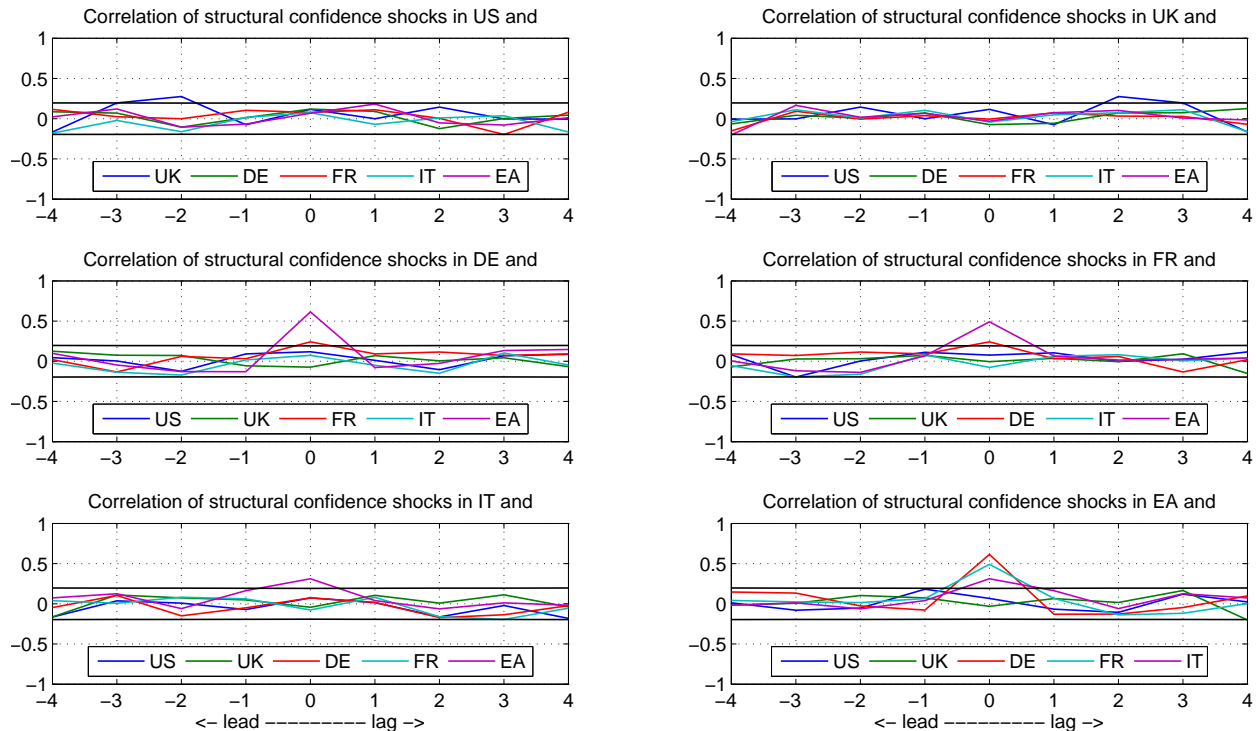 Correlation of structural confidence shocks in US and
1
0.5
0
−0.5
−1
UK DE FR IT EA
−4 −3 −2 −1 0 1 2 3 4
Correlation of structural confidence shocks in UK and
1
0.5
0
−0.5
−1
US DE FR IT EA
−4 −3 −2 −1 0 1 2 3 4
Correlation of structural confidence shocks in DE and
1
0.5
0
−0.5
−1
US UK FR IT EA
−4 −3 −2 −1 0 1 2 3 4
Correlation of structural confidence shocks in FR and
1
0.5
0
−0.5
−1
US UK DE IT EA
−4 −3 −2 −1 0 1 2 3 4
Correlation of structural confidence shocks in IT and
1
0.5
0
−0.5
−1
US UK DE FR EA
−4 −3 −2 −1 0 1 2 3 4
<− lead −−−−−−−−− lag −>
Correlation of structural confidence shocks in EA and
1
0.5
0
−0.5
−1
US UK DE FR IT
−4 −3 −2 −1 0 1 2 3 4
<− lead −−−−−−−−− lag −>